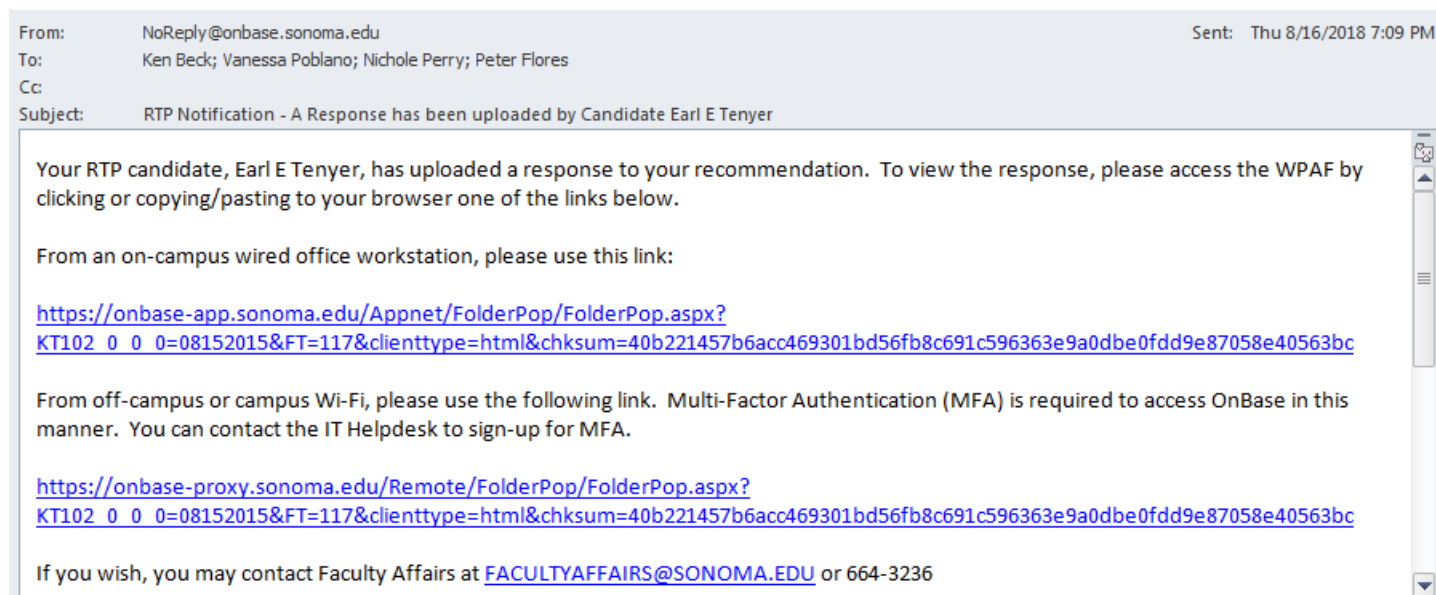 From: NoReply@onbase.sonoma.edu Sent: Thu 8/16/2018 7:09 PM
To: Ken Beck; Vanessa Poblano; Nichole Perry; Peter Flores
Cc:
Subject: RTP Notification - A Response has been uploaded by Candidate Earl E Tenyer
Your RTP candidate, Earl E Tenyer, has uploaded a response to your recommendation.  To view the response, please access the WPAF by
clicking or copying/pasting to your browser one of the links below.
From an on-campus wired office workstation, please use this link:
https://onbase-app.sonoma.edu/Appnet/FolderPop/FolderPop.aspx?
KT102_0_0_0=08152015&FT=117&clienttype=html&chksum=40b221457b6acc469301bd56fb8c691c596363e9a0dbe0fdd9e87058e40563bc
From off-campus or campus Wi-Fi, please use the following link.  Multi-Factor Authentication (MFA) is required to access OnBase in this
manner.  You can contact the IT Helpdesk to sign-up for MFA.
https://onbase-proxy.sonoma.edu/Remote/FolderPop/FolderPop.aspx?
KT102_0_0_0=08152015&FT=117&clienttype=html&chksum=40b221457b6acc469301bd56fb8c691c596363e9a0dbe0fdd9e87058e40563bc
If you wish, you may contact Faculty Affairs at FACULTYAFFAIRS@SONOMA.EDU or 664-3236